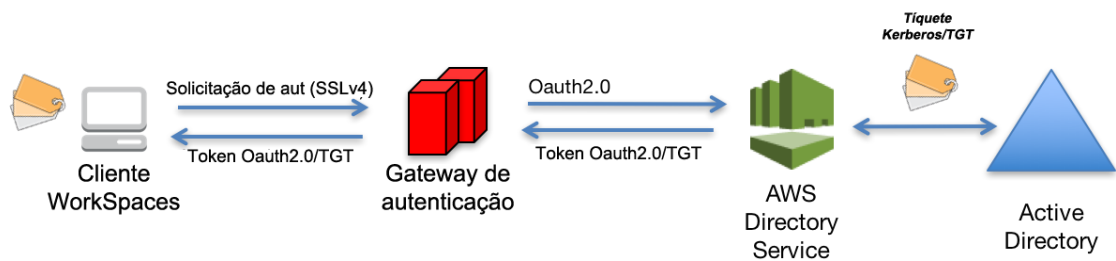 Tíquete
Kerberos/TGT
Solicitação de aut (SSLv4)
Oauth2.0
Token Oauth2.0/TGT
Token Oauth2.0/TGT
Cliente
WorkSpaces
Gateway de
autenticação
AWS
Directory
Service
Active
Directory